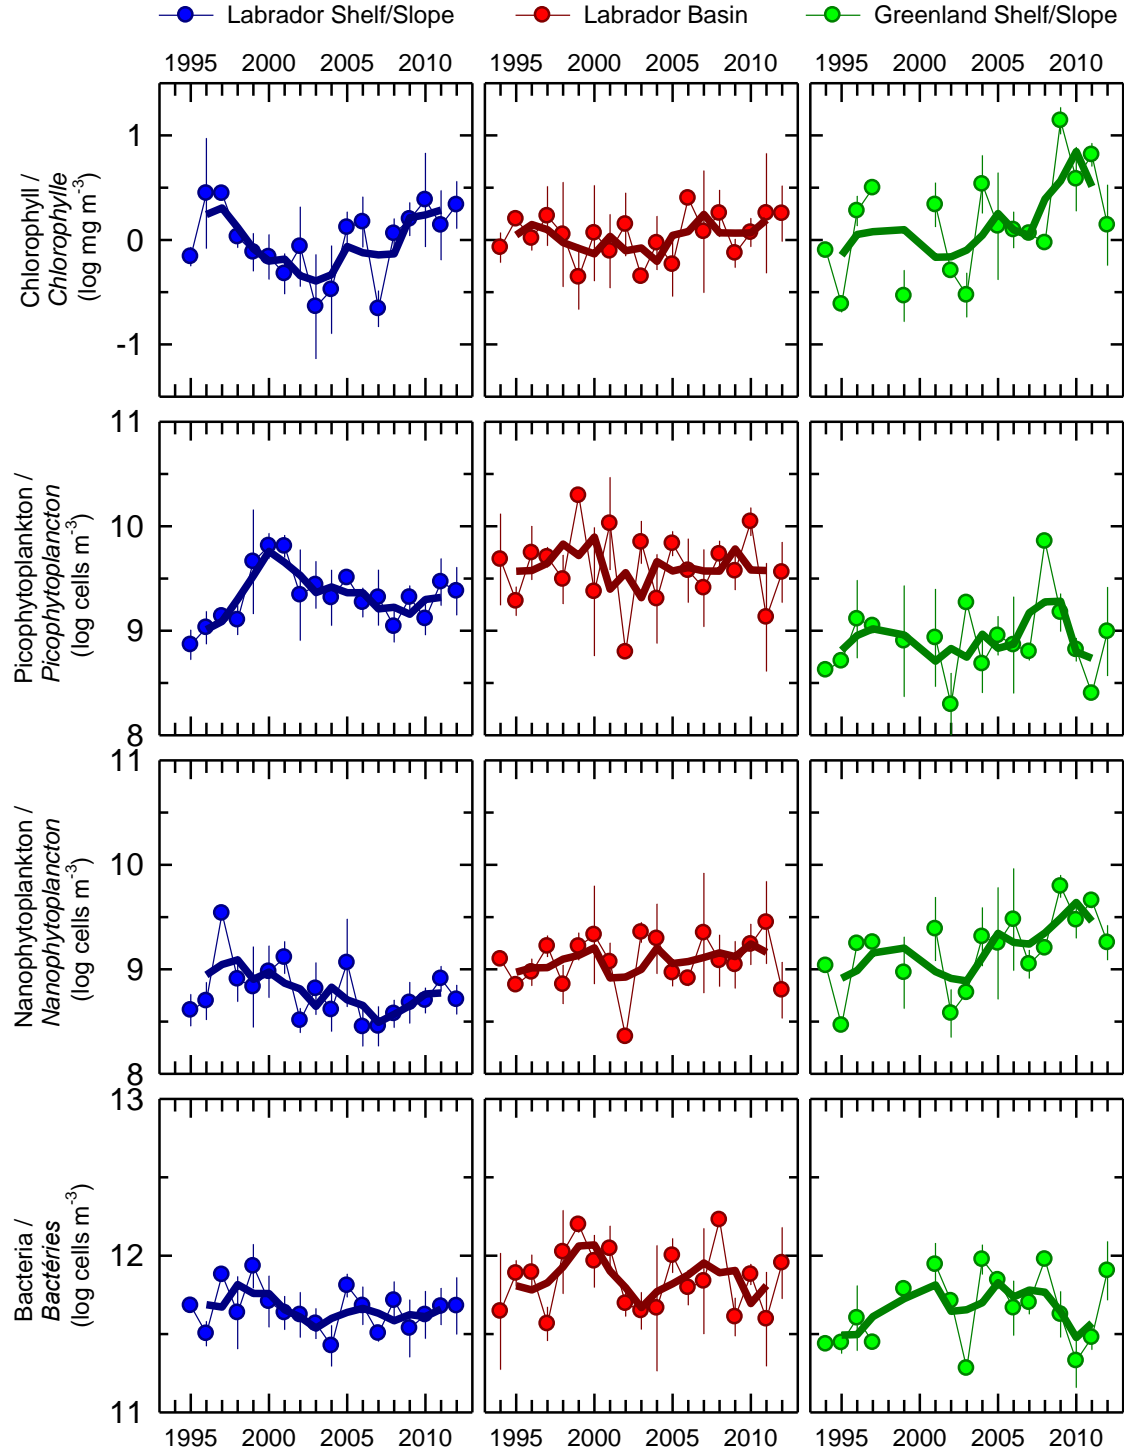 Labrador Shelf/Slope Labrador Basin Greenland Shelf/Slope
1995 2000 2005 2010 1995 2000 2005 2010 1995 2000 2005 2010
Chlorophyll /
Chlorophylle
(log mg m-3)
1
0
-1
Picophytoplankton /
Picophytoplancton
(log cells m-3)
11
10
9
8
Nanophytoplankton /
Nanophytoplancton
(log cells m-3)
11
10
9
8
Bacteria /
Bactéries
(log cells m-3)
13
12
11
1995 2000 2005 2010 1995 2000 2005 2010 1995 2000 2005 2010